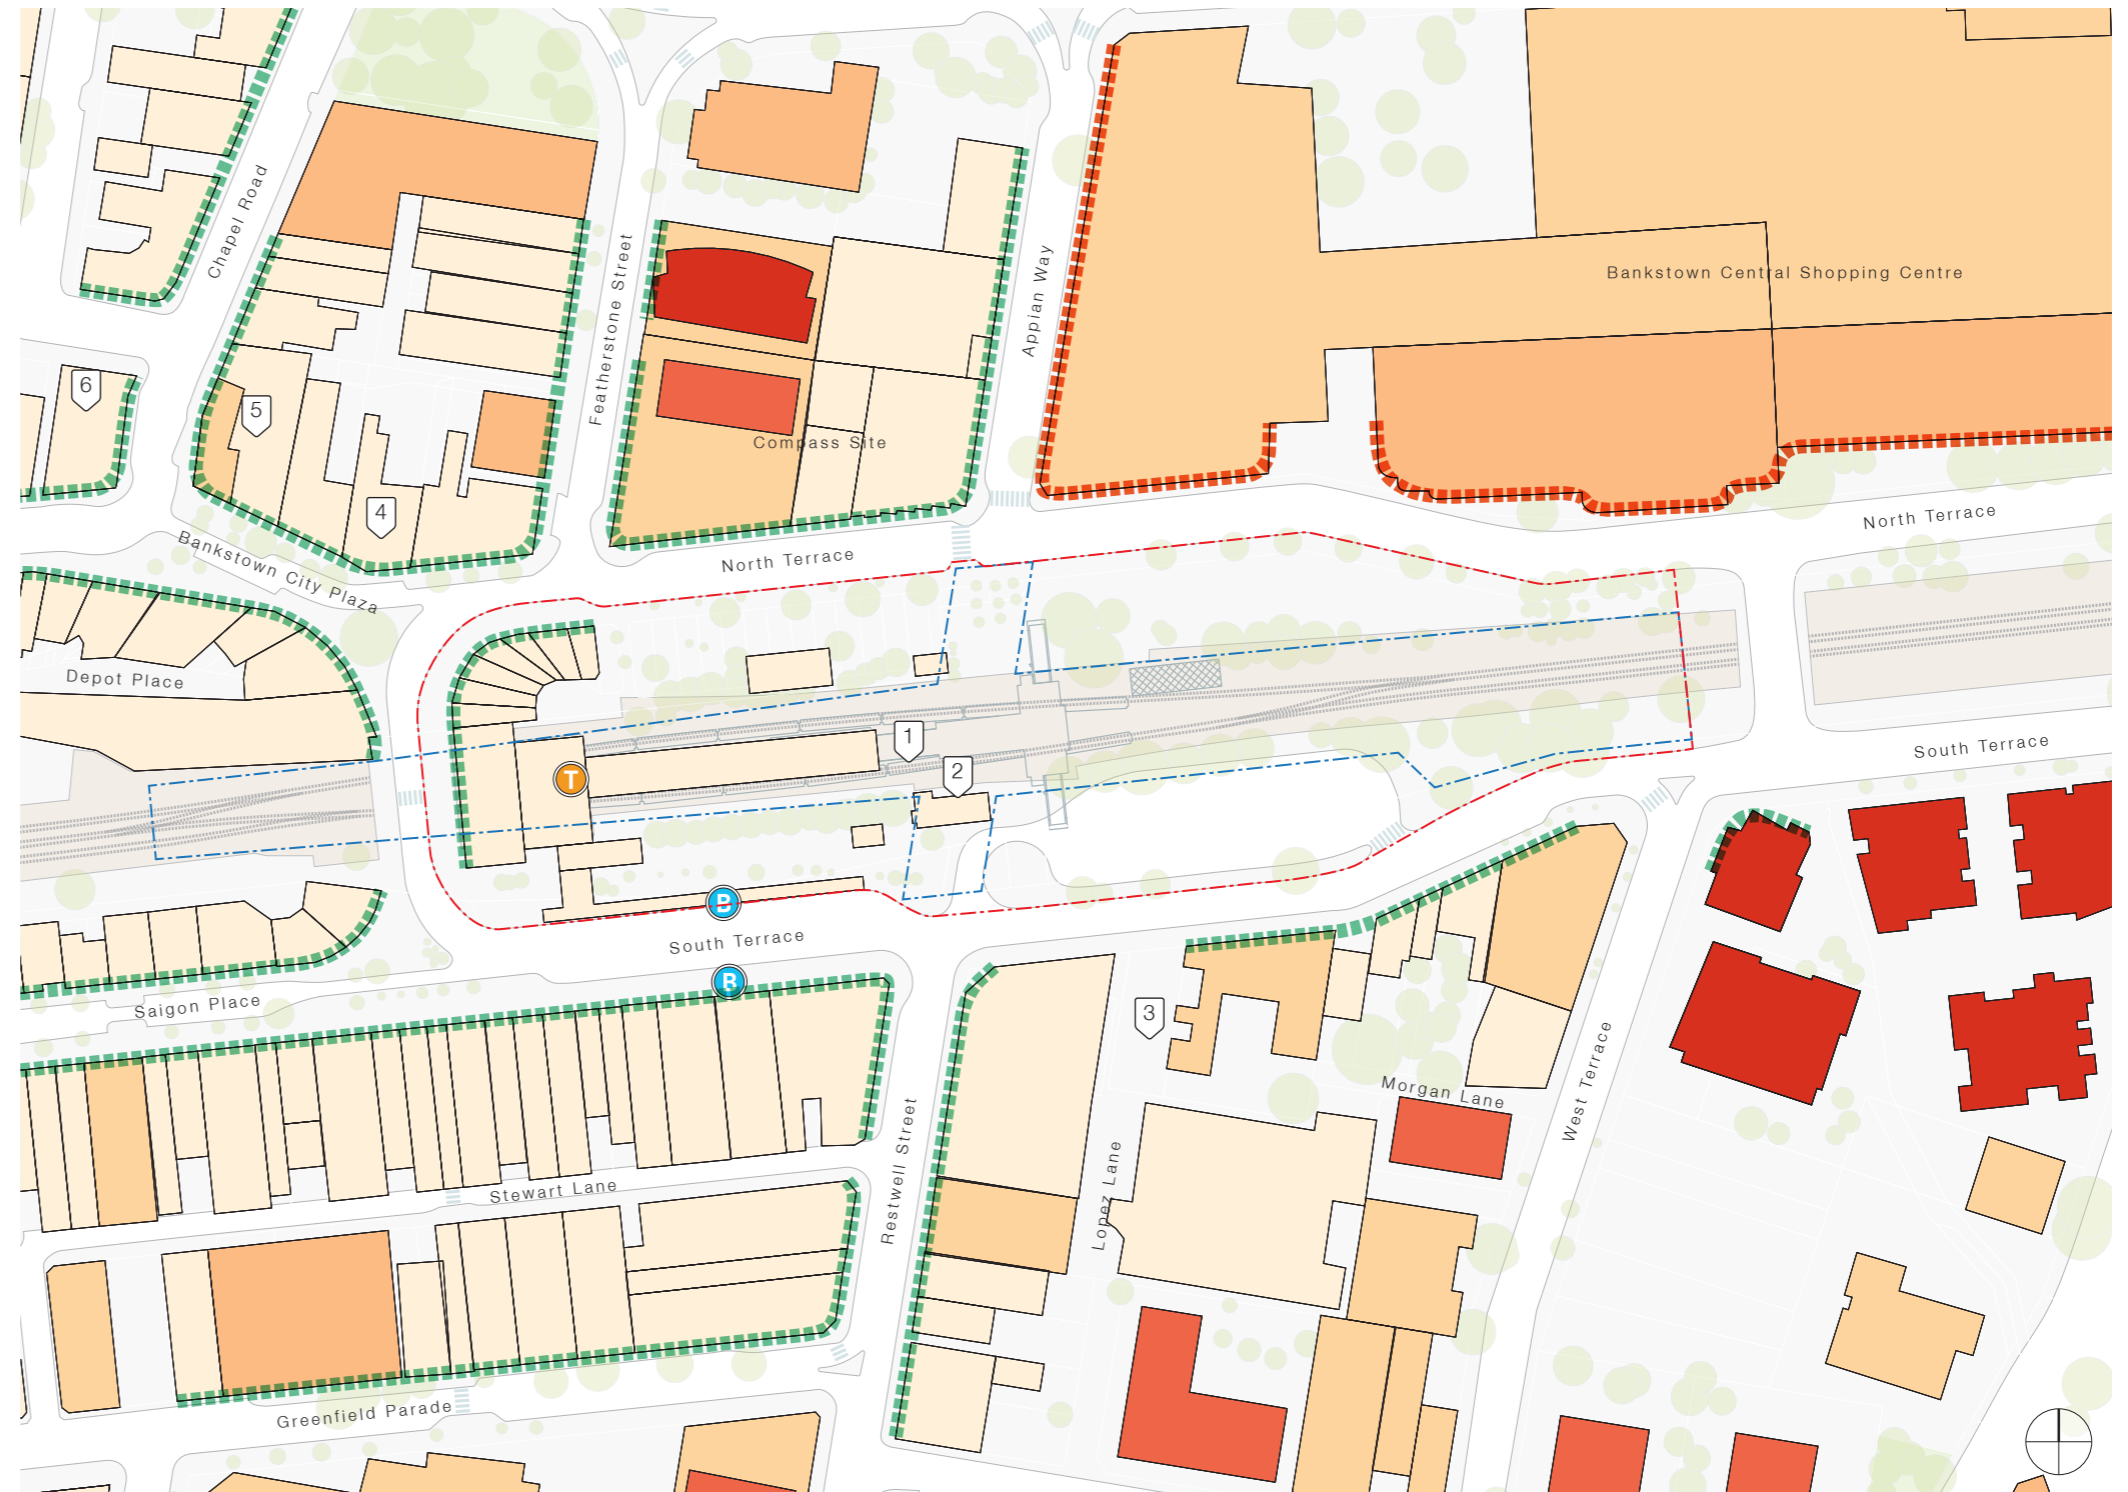 Chapel Road
Featherstone Street
Appian Way
Bankstown Central Shopping Centre
6
5
4
Compass Site
North Terrace
North Terrace
Bankstown City Plaza
Depot Place
1
2
T
B
South Terrace
South Terrace
B
Saigon Place
3
Morgan Lane
West Terrace
Stewart Lane
Restwell Street
Lopez Lane
Greenfield Parade